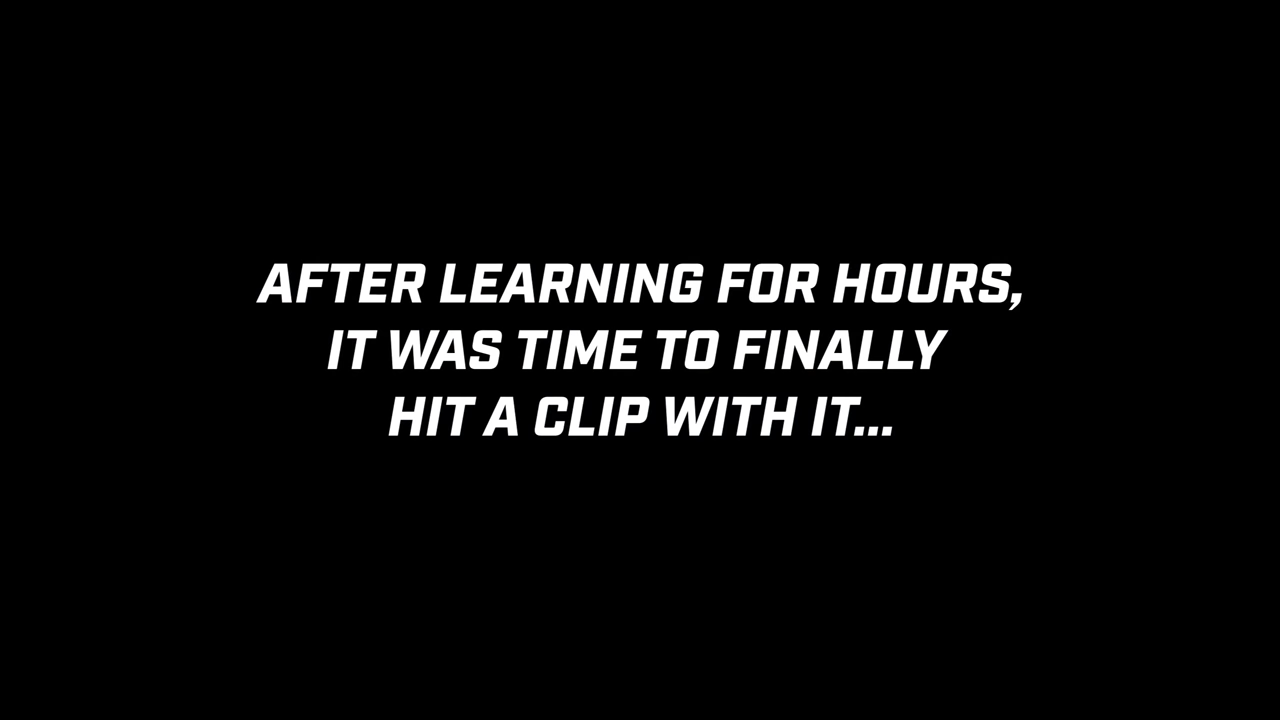 AFTER LEARNING FOR HOURS,
IT WAS TIME TO FINALLY
HIT A CLIP WITH IT...